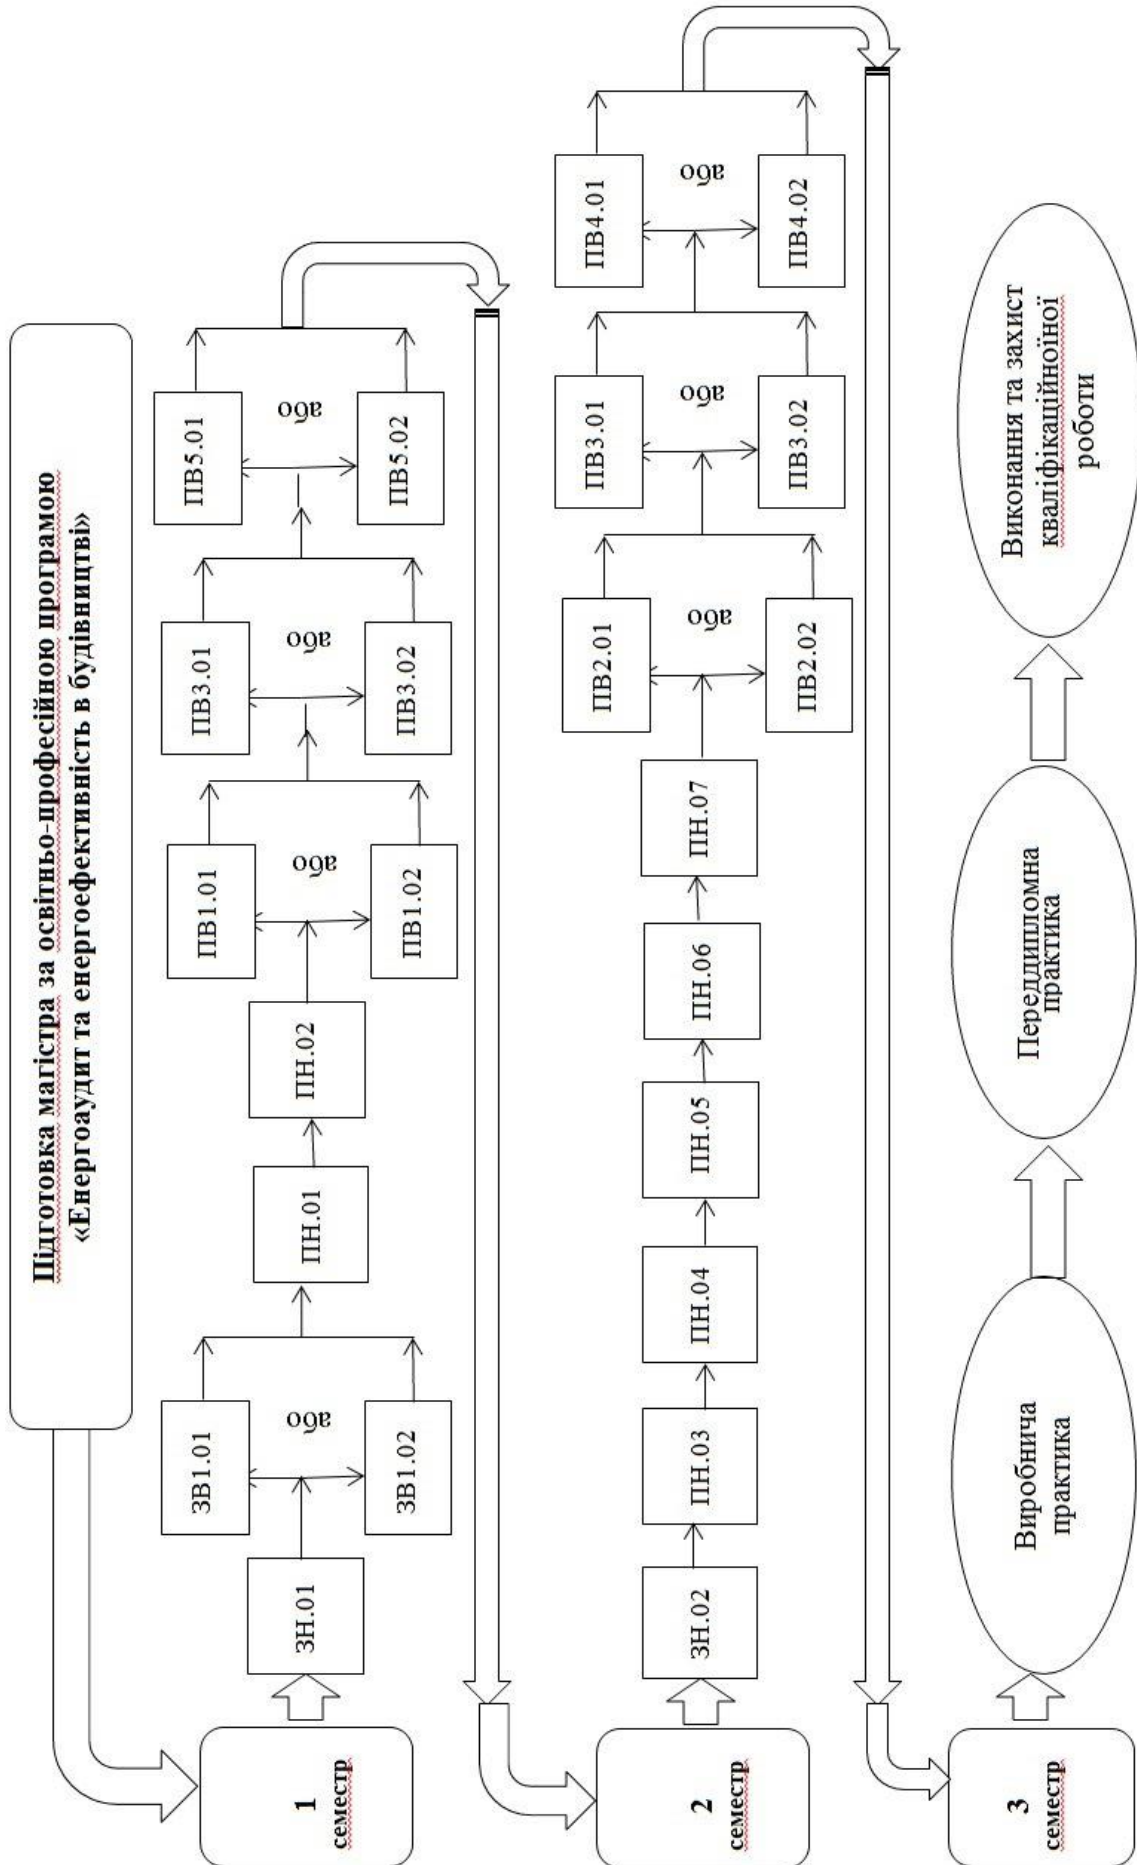 Підготовка магістра за освітньо-професійною програмою
«Енергоаудит та енергоефективність в будівництві»
1
семестр
ЗН.01
ЗВ1.01
або
ЗВ1.02
ПН.01
ПН.02
ПВ1.01
або
ПВ1.02
ПВ3.01
або
ПВ3.02
ПВ5.01
або
ПВ5.02
2
семестр
ЗН.02
ПН.03
ПН.04
ПН.05
ПН.06
ПН.07
ПВ2.01
або
ПВ2.02
ПВ3.01
або
ПВ3.02
ПВ4.01
або
ПВ4.02
3
семестр
Виробнича
практика
Переддипломна
практика
Виконання та захист
кваліфікаційноїної
роботи